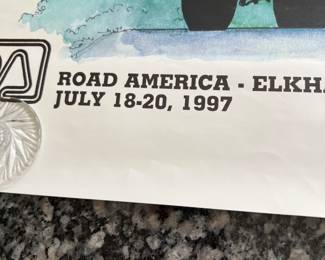 ROAD AMERICA - ELKHA
JULY 18-20, 1997